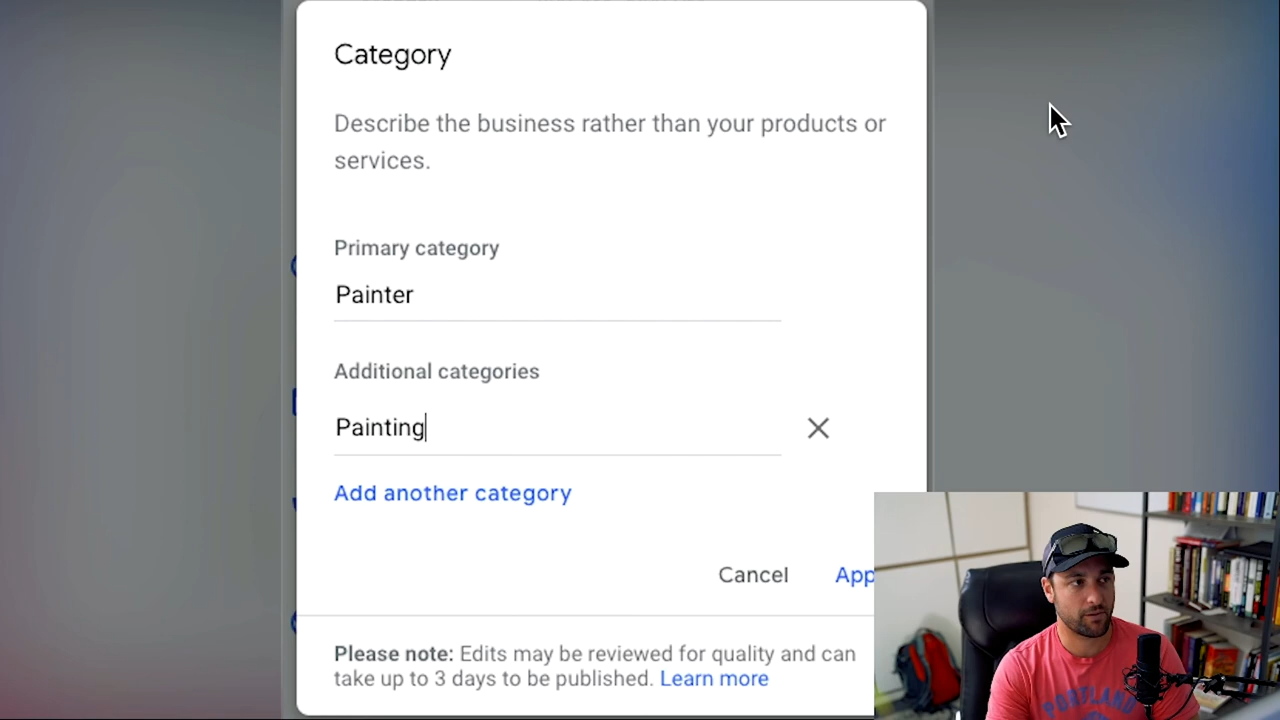 Category
Describe the business rather than your products or
services.
Primary category
Painter
Additional categories
Painting
Add another category
Cancel
App
Please note: Edits may be reviewed for quality and can
take up to 3 days to be published. Learn more
PORTLAND